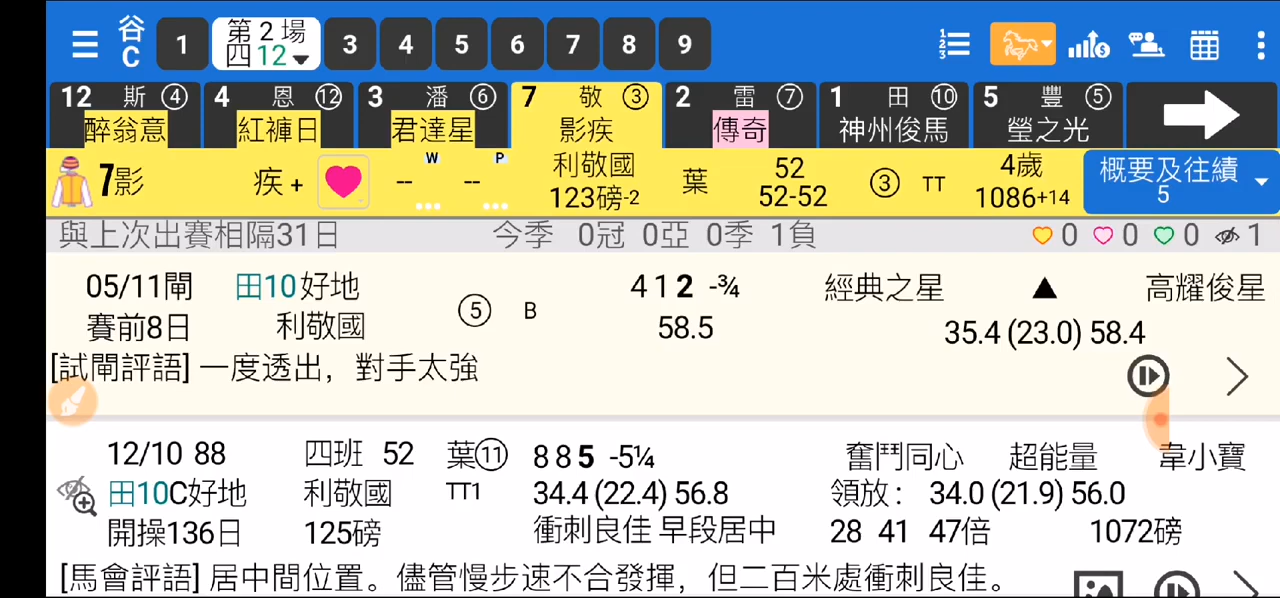 谷 C 1 第2場 四12 3 4 5 6 7 8 9
12 斯 ④ 醉翁意
4 恩 ⑫ 紅褲日
3 潘 ⑥ 君達星
7 敬 ③ 影疾
2 雷 ⑦ 傳奇
1 田 ⑩ 神州俊馬
5 豐 ⑤ 瑩之光
7影 疾+ -- W -- P 利敬國 葉 52 ③ TT 4歲 概要及往績
123磅-2 52-52 1086+14 5
與上次出賽相隔31日 今季 0冠 0亞 0季 1負 0 0 0 1
05/11閘 田10好地 ⑤ B 4 1 2 -¾ 經典之星 ▲ 高耀俊星
賽前8日 利敬國 58.5 35.4 (23.0) 58.4
[試閘評語] 一度透出，對手太強
12/10 88 四班 52 葉⑪ 8 8 5 -5¼ 奮鬥同心 超能量 韋小寶
田10C好地 利敬國 TT1 34.4 (22.4) 56.8 領放： 34.0 (21.9) 56.0
開操136日 125磅 衝刺良佳 早段居中 28 41 47倍 1072磅
[馬會評語] 居中間位置。儘管慢步速不合發揮，但二百米處衝刺良佳。